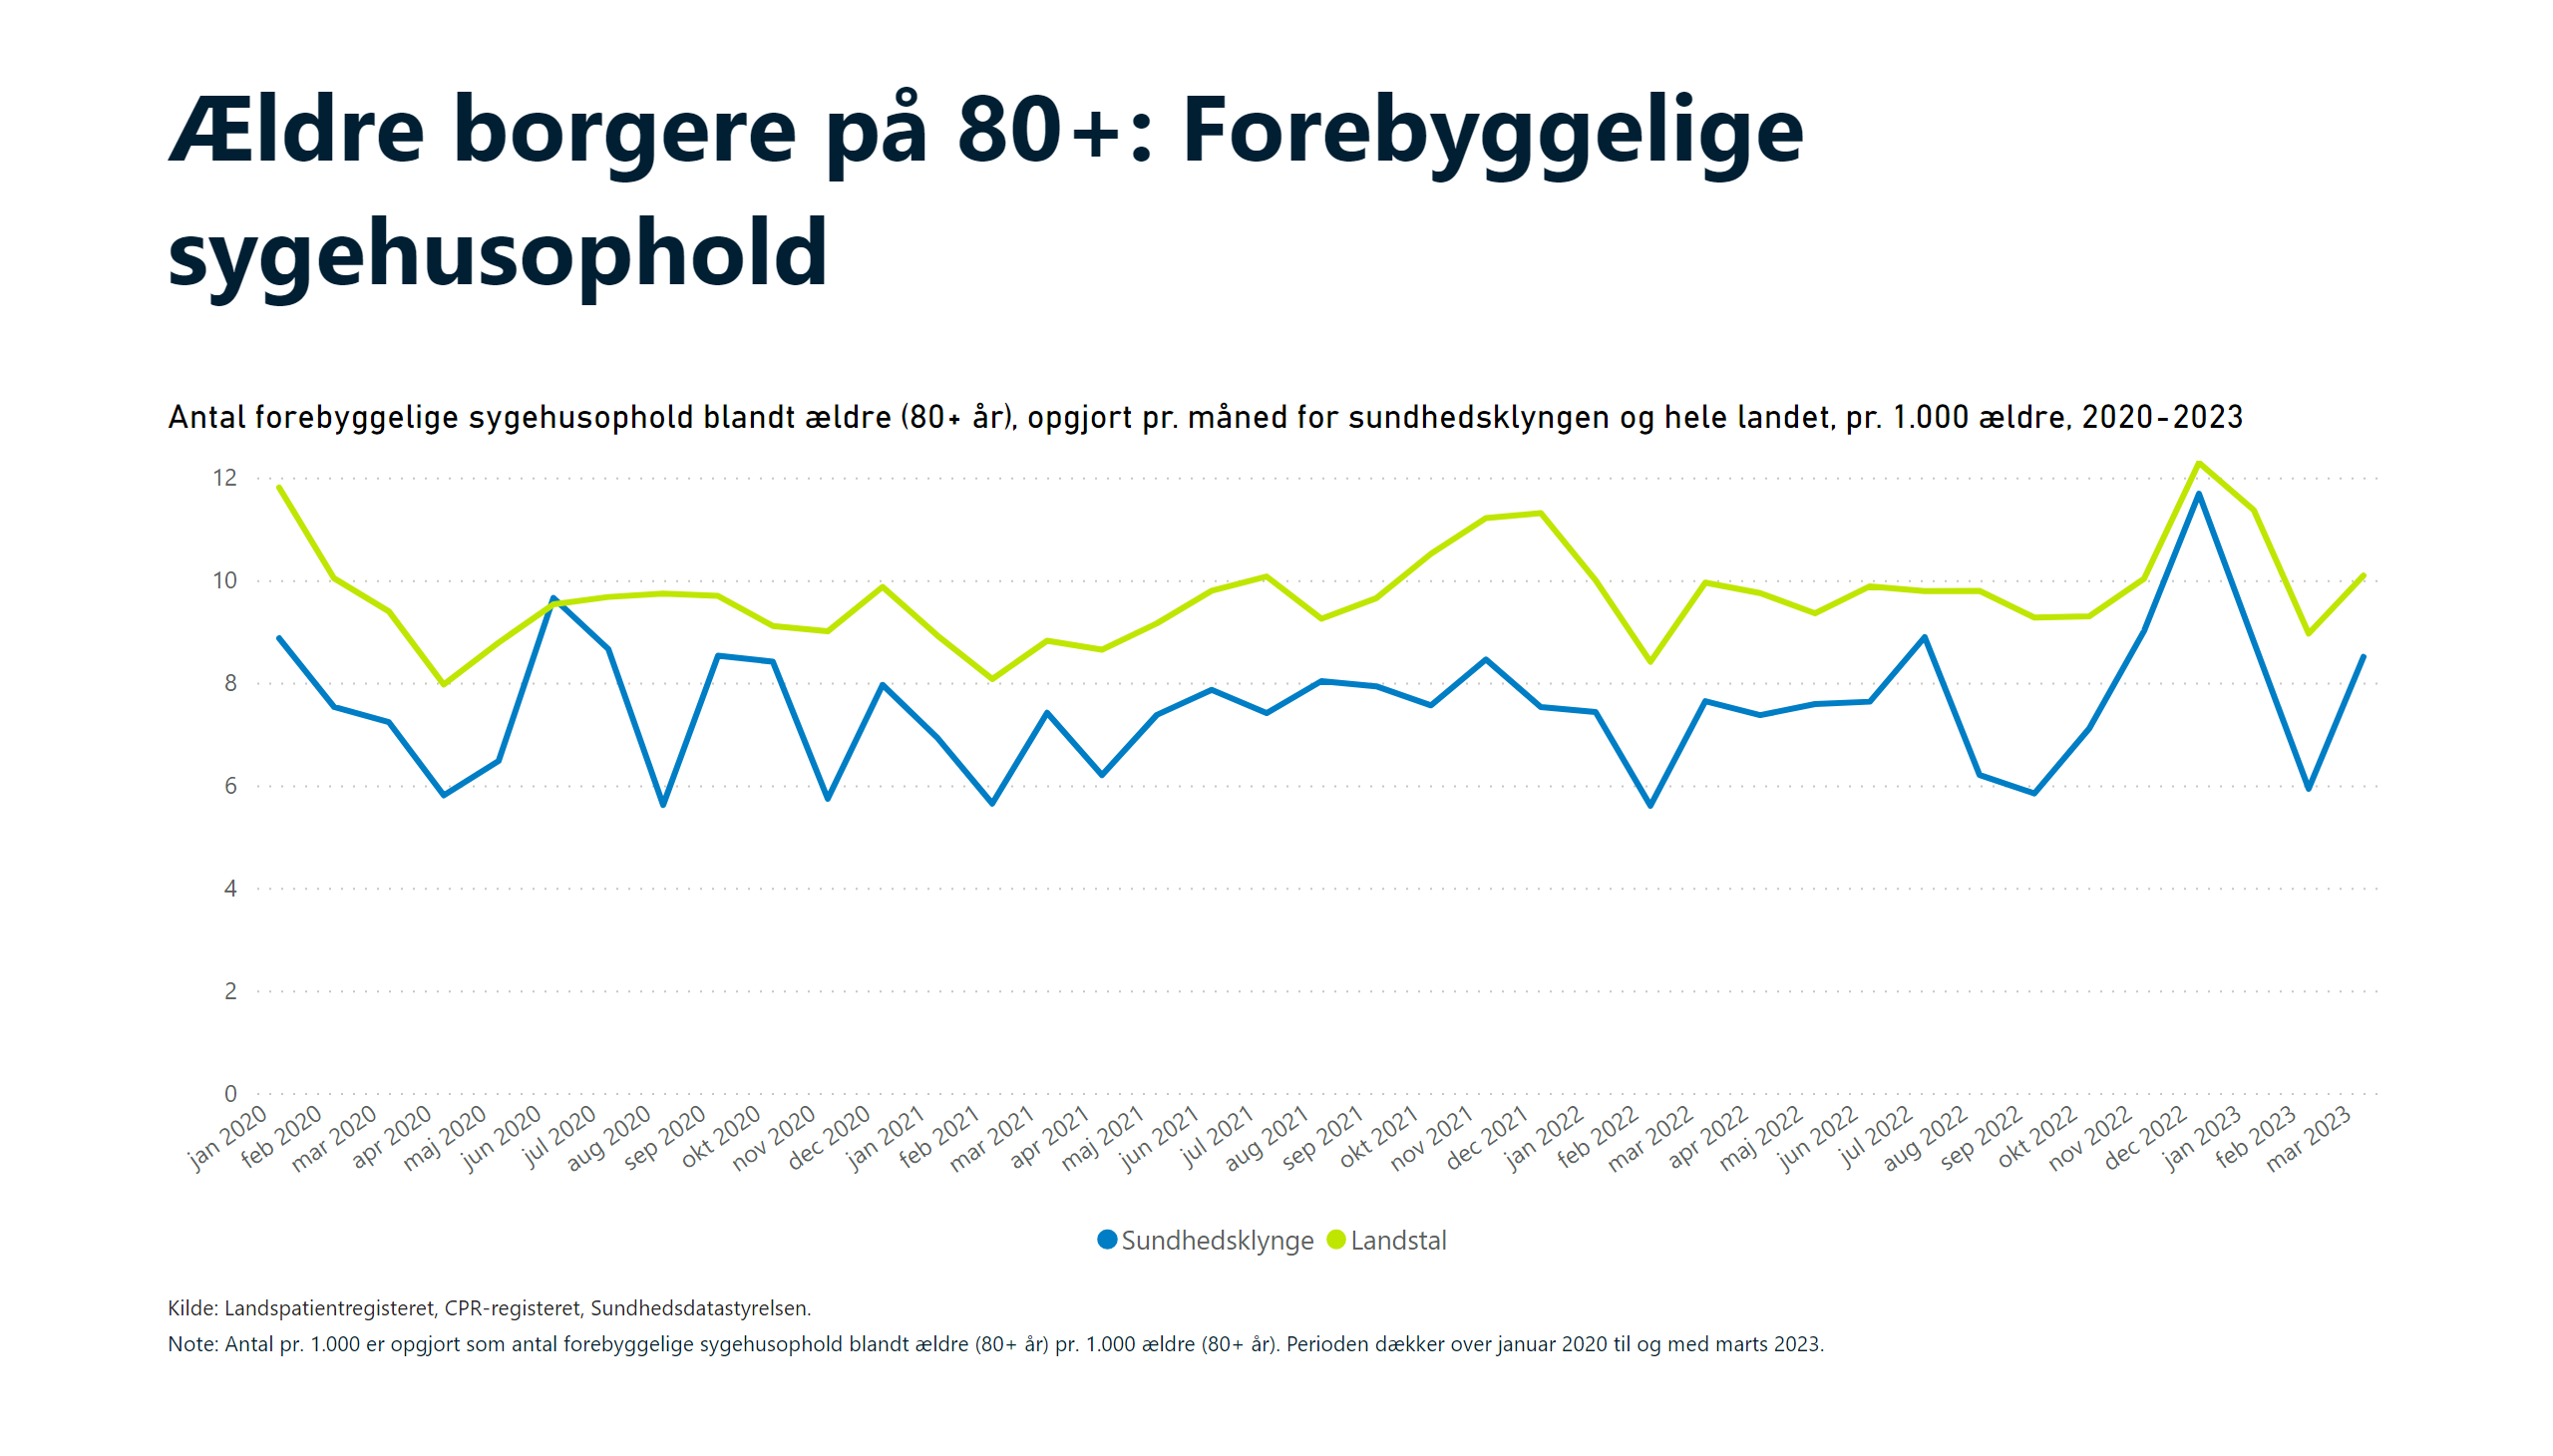 Ældre borgere på 80+: Forebyggelige
sygehusophold
Antal forebyggelige sygehusophold blandt ældre (80+ år), opgjort pr. måned for sundhedsklyngen og hele landet, pr. 1.000 ældre, 2020-2023
12
10
8
6
4
2
0
jan 2020
feb 2020
mar 2020
apr 2020
maj 2020
jun 2020
jul 2020
aug 2020
sep 2020
okt 2020
nov 2020
dec 2020
jan 2021
feb 2021
mar 2021
apr 2021
maj 2021
jun 2021
jul 2021
aug 2021
sep 2021
okt 2021
nov 2021
dec 2021
jan 2022
feb 2022
mar 2022
apr 2022
maj 2022
jun 2022
jul 2022
aug 2022
sep 2022
okt 2022
nov 2022
dec 2022
jan 2023
feb 2023
mar 2023
Sundhedsklynge Landstal
Kilde: Landspatientregisteret, CPR-registeret, Sundhedsdatastyrelsen.
Note: Antal pr. 1.000 er opgjort som antal forebyggelige sygehusophold blandt ældre (80+ år) pr. 1.000 ældre (80+ år). Perioden dækker over januar 2020 til og med marts 2023.